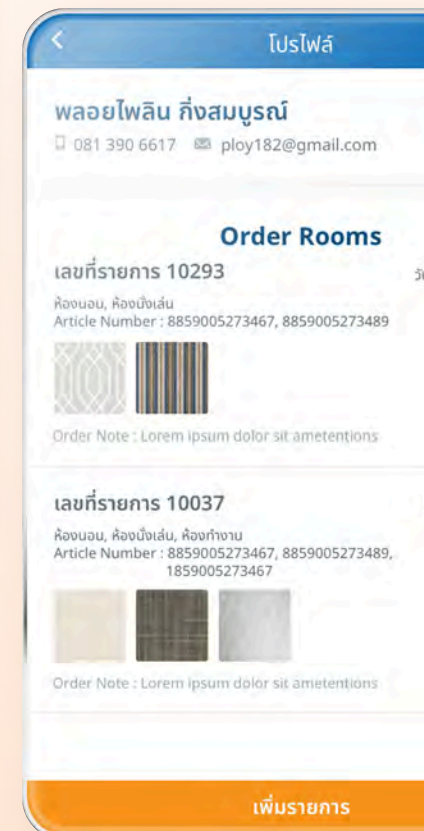 โปรไฟล์
พลอยไพลิน กิ่งสมบูรณ์
081 390 6617 ploy182@gmail.com
Order Rooms
เลขที่รายการ 10293
ห้องนอน, ห้องนั่งเล่น
Article Number : 8859005273467, 8859005273489
Order Note : Lorem ipsum dolor sit ametentions
เลขที่รายการ 10037
ห้องนอน, ห้องนั่งเล่น, ห้องทำงาน
Article Number : 8859005273467, 8859005273489,
1859005273467
Order Note : Lorem ipsum dolor sit ametentions
เพิ่มรายการ